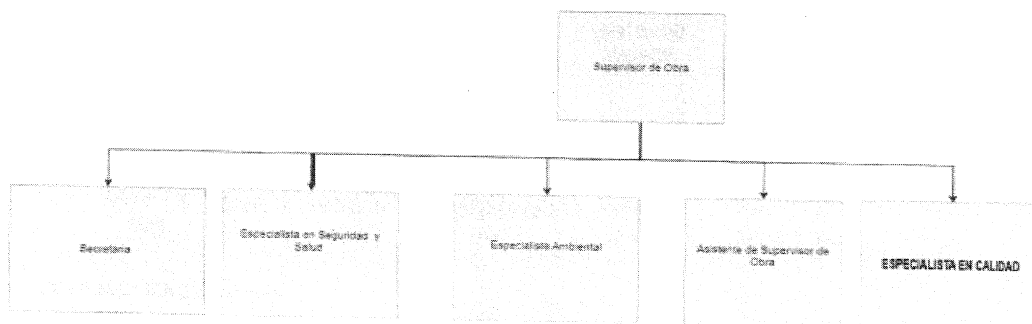 Supervisor de Obra
Secretaria
Especialista en Seguridad y
Salud
Especialista Ambiental
Asistente de Supervisor de
Obra
ESPECIALISTA EN CALIDAD